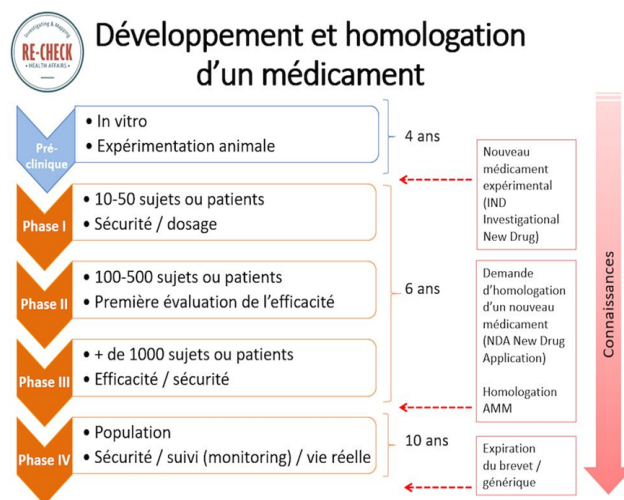 Investigating & Mapping
RE-CHECK
HEALTH AFFAIRS
Développement et homologation
d'un médicament
Pré-
clinique
• In vitro
• Expérimentation animale
4 ans
Nouveau
médicament
expérimental
(IND
Investigational
New Drug)
Phase I
• 10-50 sujets ou patients
• Sécurité / dosage
Phase II
• 100-500 sujets ou patients
• Première évaluation de l'efficacité
6 ans
Demande
d'homologation
d'un nouveau
médicament
(NDA New Drug
Application)
Homologation
AMM
Phase III
• + de 1000 sujets ou patients
• Efficacité / sécurité
Phase IV
• Population
• Sécurité / suivi (monitoring) / vie réelle
10 ans
Expiration
du brevet /
générique
Connaissances